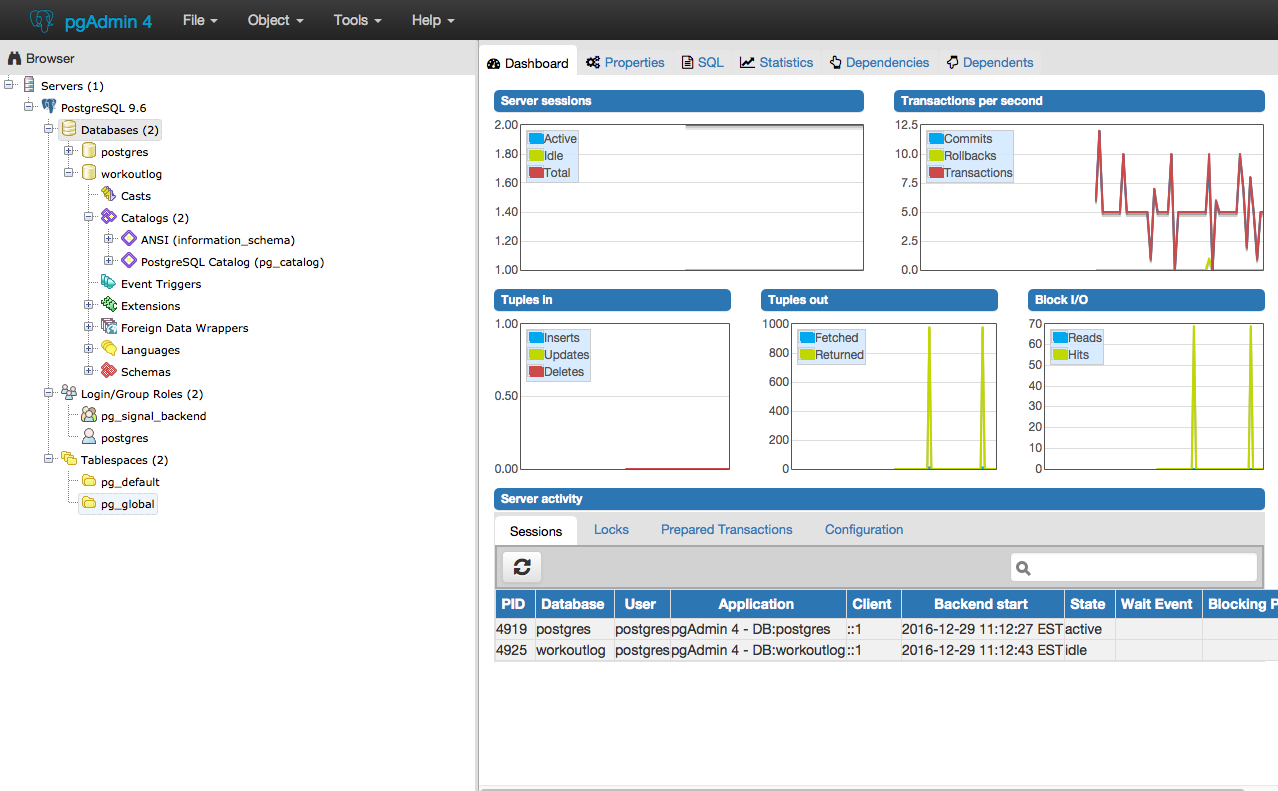 pgAdmin 4 File Object Tools Help
Browser
Servers (1)
PostgreSQL 9.6
Databases (2)
postgres
workoutlog
Casts
Catalogs (2)
ANSI (information_schema)
PostgreSQL Catalog (pg_catalog)
Event Triggers
Extensions
Foreign Data Wrappers
Languages
Schemas
Login/Group Roles (2)
pg_signal_backend
postgres
Tablespaces (2)
pg_default
pg_global
Dashboard Properties SQL Statistics Dependencies Dependents
Server sessions
2.00
1.80
1.60
1.40
1.20
1.00
Active
Idle
Total
Transactions per second
12.5
10.0
7.5
5.0
2.5
0.0
Commits
Rollbacks
Transactions
Tuples in
1.00
0.50
0.00
Inserts
Updates
Deletes
Tuples out
1000
800
600
400
200
0
Fetched
Returned
Block I/O
70
60
50
40
30
20
10
0
Reads
Hits
Server activity
Sessions Locks Prepared Transactions Configuration
PID Database User Application Client Backend start State Wait Event Blocking P
4919 postgres postgres pgAdmin 4 - DB:postgres ::1 2016-12-29 11:12:27 EST active
4925 workoutlog postgres pgAdmin 4 - DB:workoutlog ::1 2016-12-29 11:12:43 EST idle